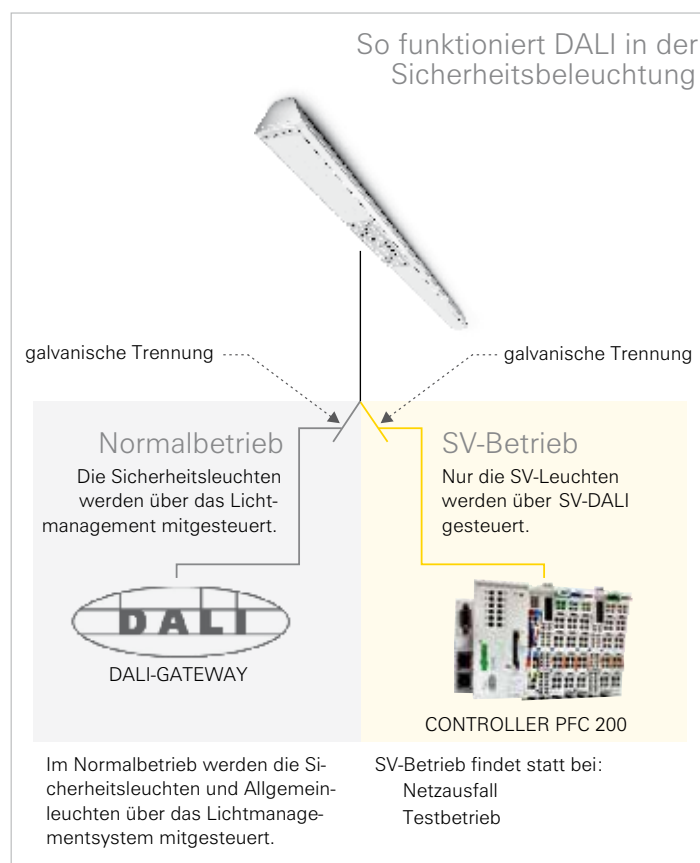 So funktioniert DALI in der
Sicherheitsbeleuchtung
galvanische Trennung
galvanische Trennung
Normalbetrieb
Die Sicherheitsleuchten
werden über das Licht-
management mitgesteuert.
SV-Betrieb
Nur die SV-Leuchten
werden über SV-DALI
gesteuert.
DALI
DALI-GATEWAY
CONTROLLER PFC 200
Im Normalbetrieb werden die Si-
cherheitsleuchten und Allgemein-
leuchten über das Lichtmanage-
mentsystem mitgesteuert.
SV-Betrieb findet statt bei:
Netzausfall
Testbetrieb